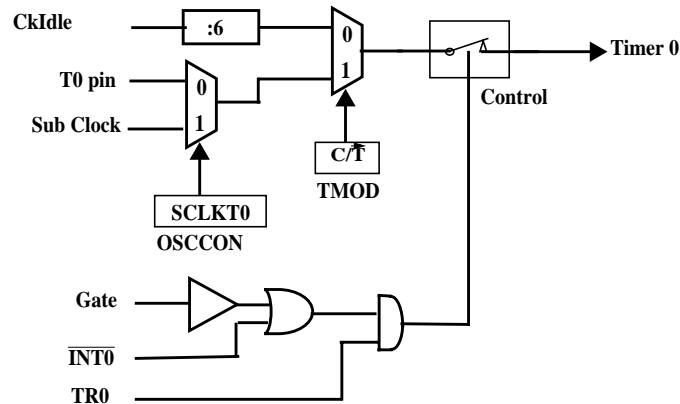 CkIdle
:6
0
1
Timer 0
T0 pin
0
1
Sub Clock
Control
C/T
TMOD
SCLKT0
OSCCON
Gate
INT0
TR0